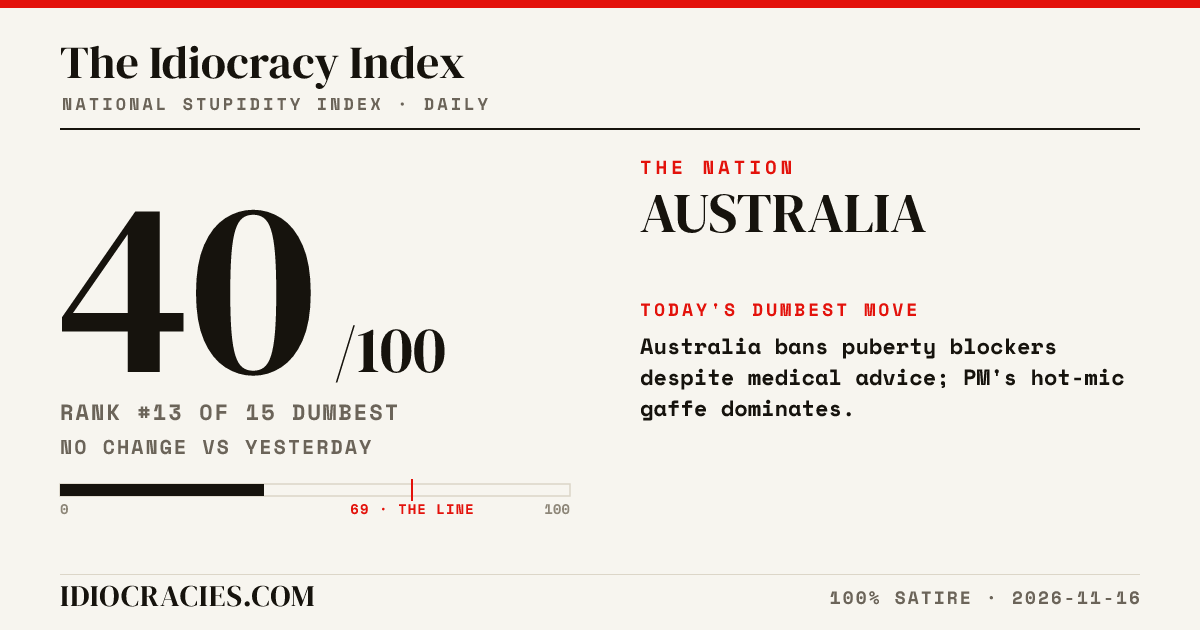 The Idiocracy Index
NATIONAL STUPIDITY INDEX · DAILY
40 /100
RANK #13 OF 15 DUMBEST
NO CHANGE VS YESTERDAY
0
69 · THE LINE
100
THE NATION
AUSTRALIA
TODAY'S DUMBEST MOVE
Australia bans puberty blockers
despite medical advice; PM's hot-mic
gaffe dominates.
IDIOCRACIES.COM
100% SATIRE · 2026-11-16